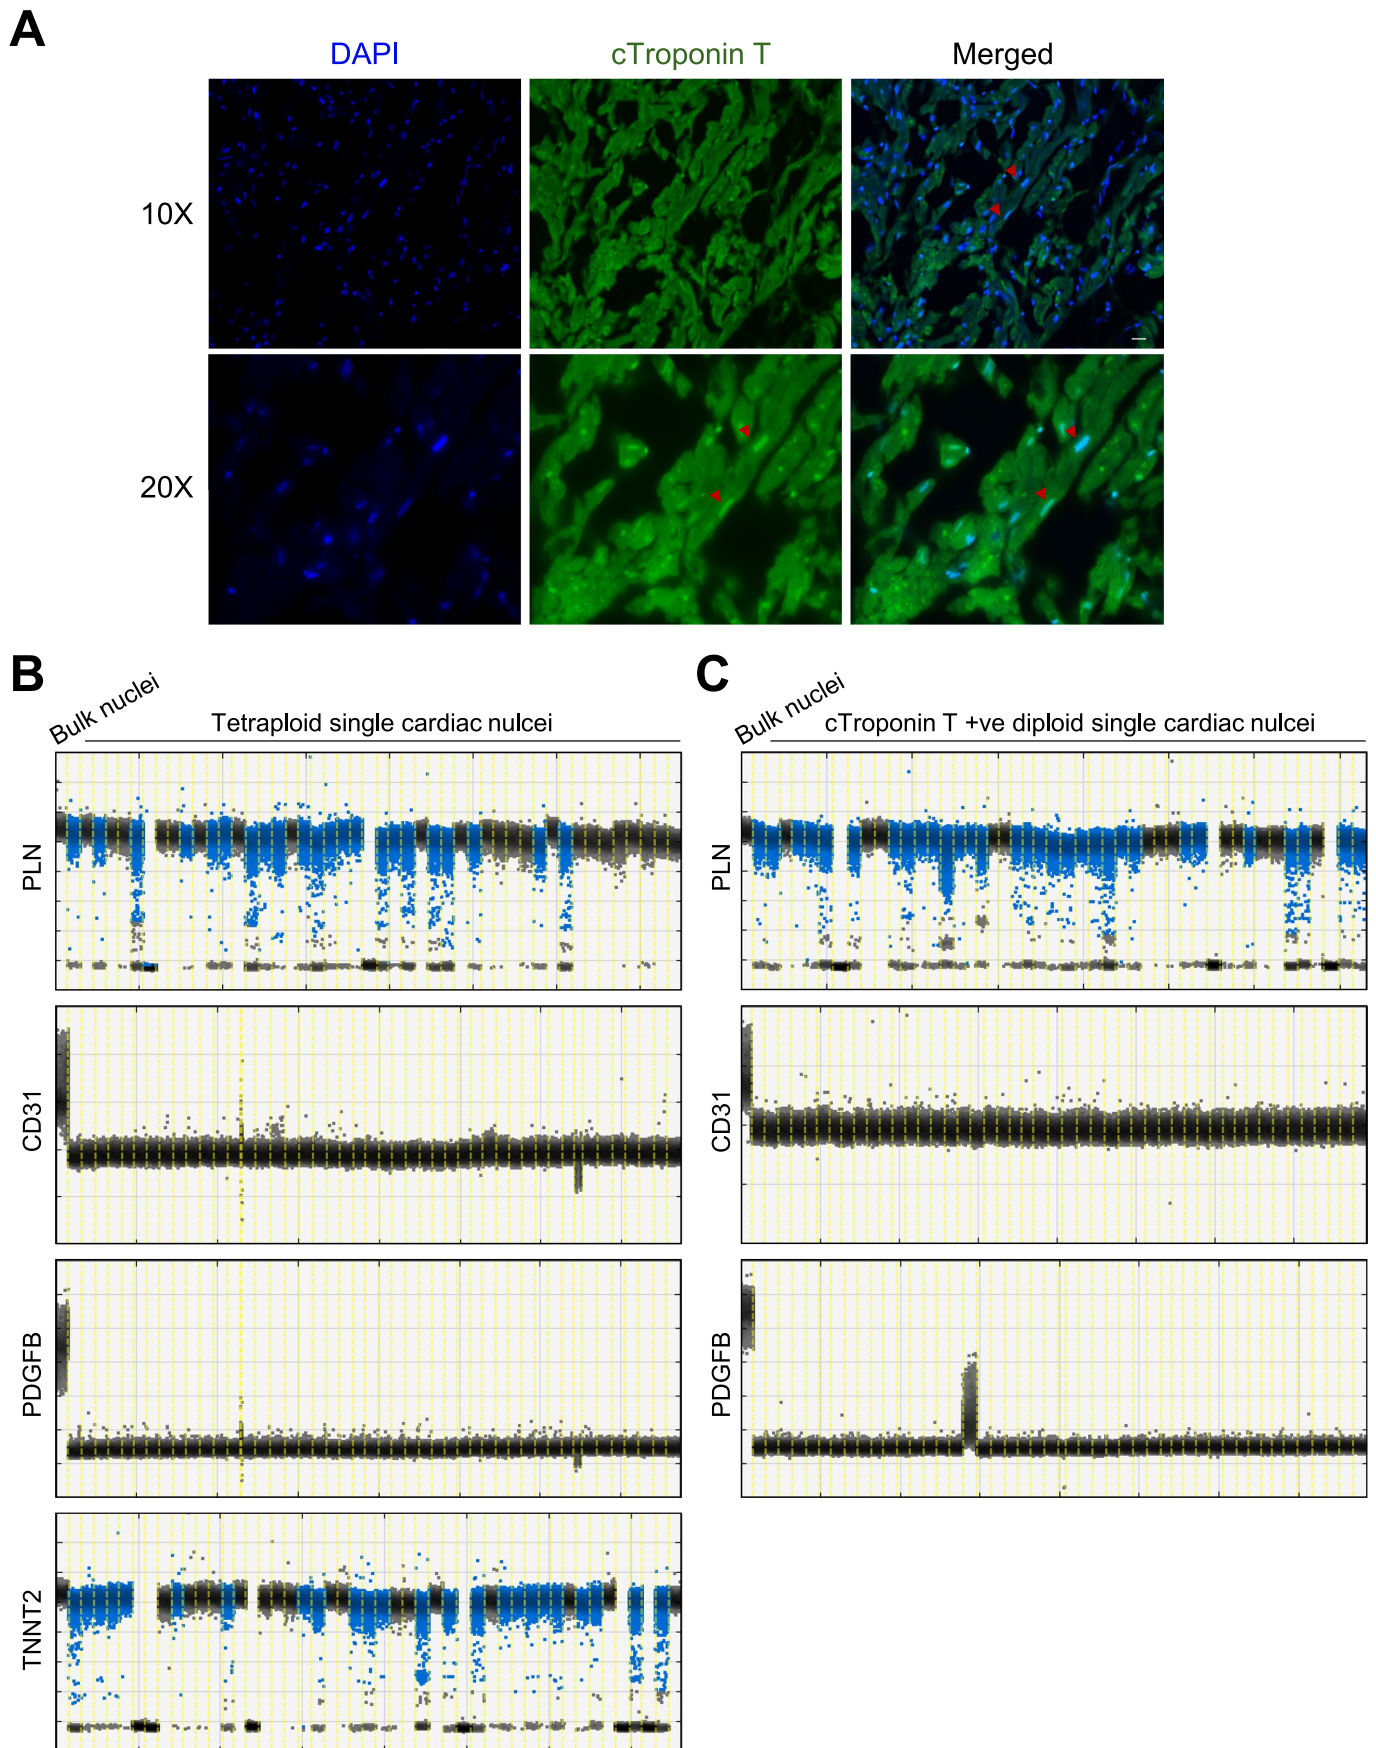 A
DAPI
cTroponin T
Merged
10X
20X
B
Bulk nuclei
Tetraploid single cardiac nulcei
C
Bulk nuclei
cTroponin T +ve diploid single cardiac nulcei
PLN
PLN
CD31
CD31
PDGFB
PDGFB
TNNT2